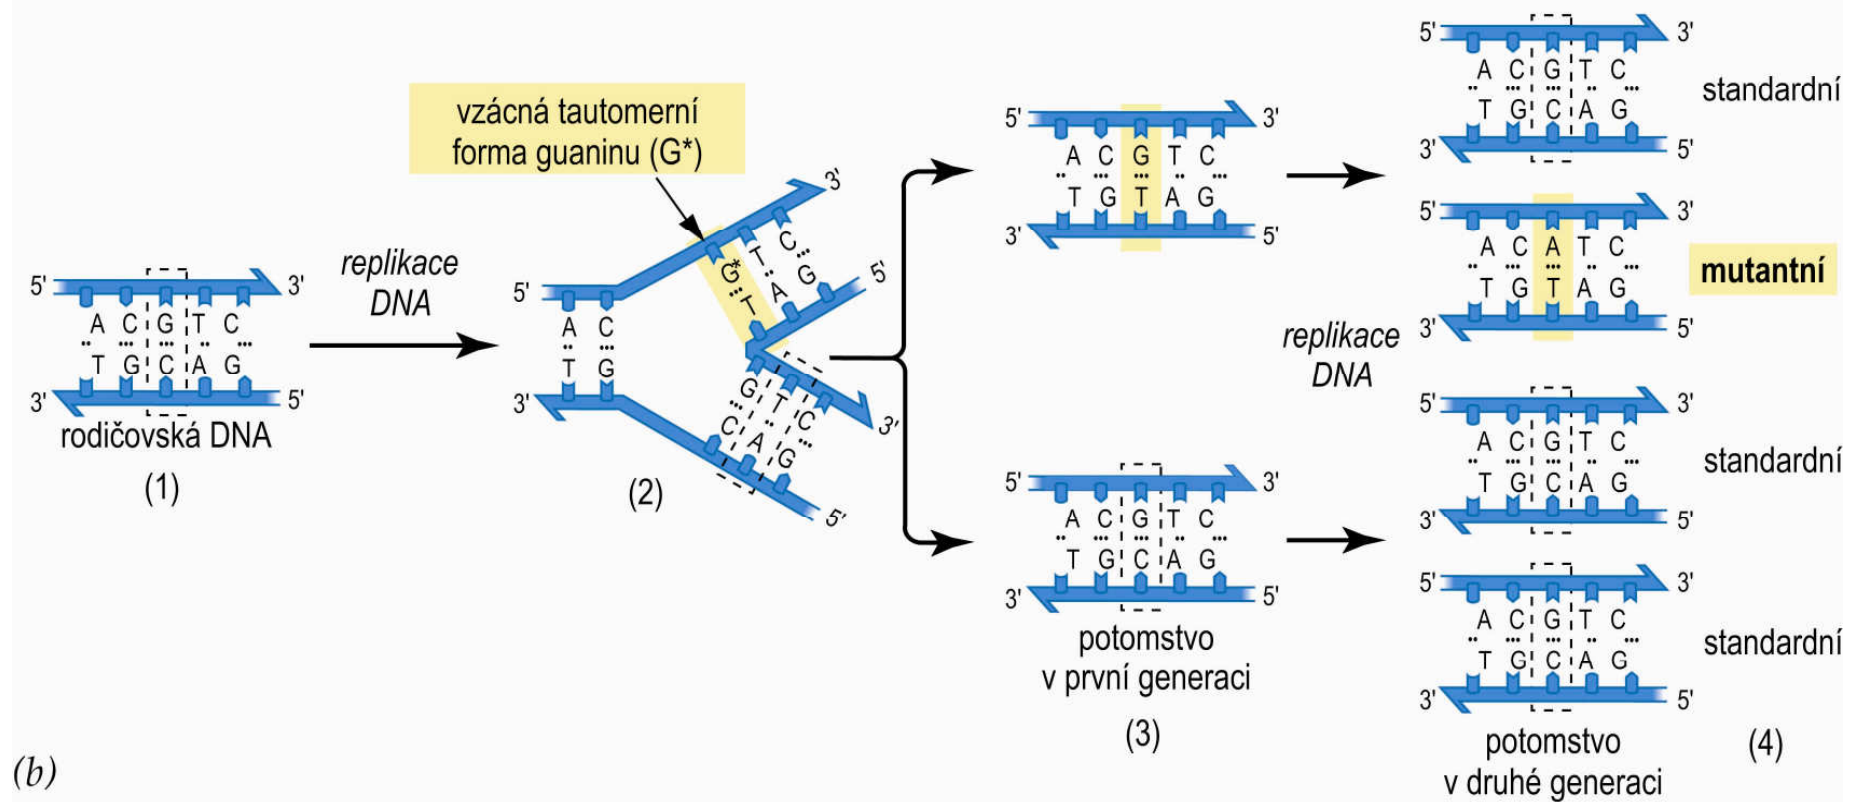 5' 3'
A C G T C
T G C A G
3' 5'
rodičovská DNA
(1)
replikace
DNA
vzácná tautomerní
forma guaninu (G*)
3'
5'
A C G* T C
T G T A G
5'
3'
G T C
C A G
3'
5'
(2)
5' 3'
A C G T C
T G T A G
3' 5'
5' 3'
A C G T C
T G C A G
3' 5'
potomstvo
v první generaci
(3)
replikace
DNA
5' 3'
A C G T C
T G C A G
3' 5'
standardní
5' 3'
A C A T C
T G T A G
3' 5'
mutantní
5' 3'
A C G T C
T G C A G
3' 5'
standardní
5' 3'
A C G T C
T G C A G
3' 5'
standardní
potomstvo
v druhé generaci
(4)
(b)